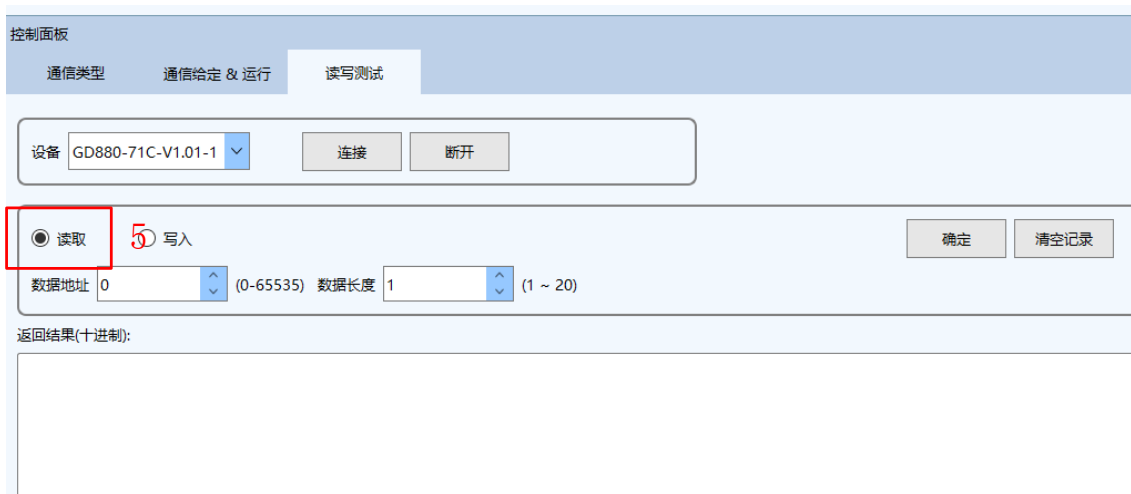 控制面板
通信类型 通信给定 & 运行 读写测试
设备 GD880-71C-V1.01-1 连接 断开
读取 5 写入 确定 清空记录
数据地址 0 (0-65535) 数据长度 1 (1 ~ 20)
返回结果(十进制):